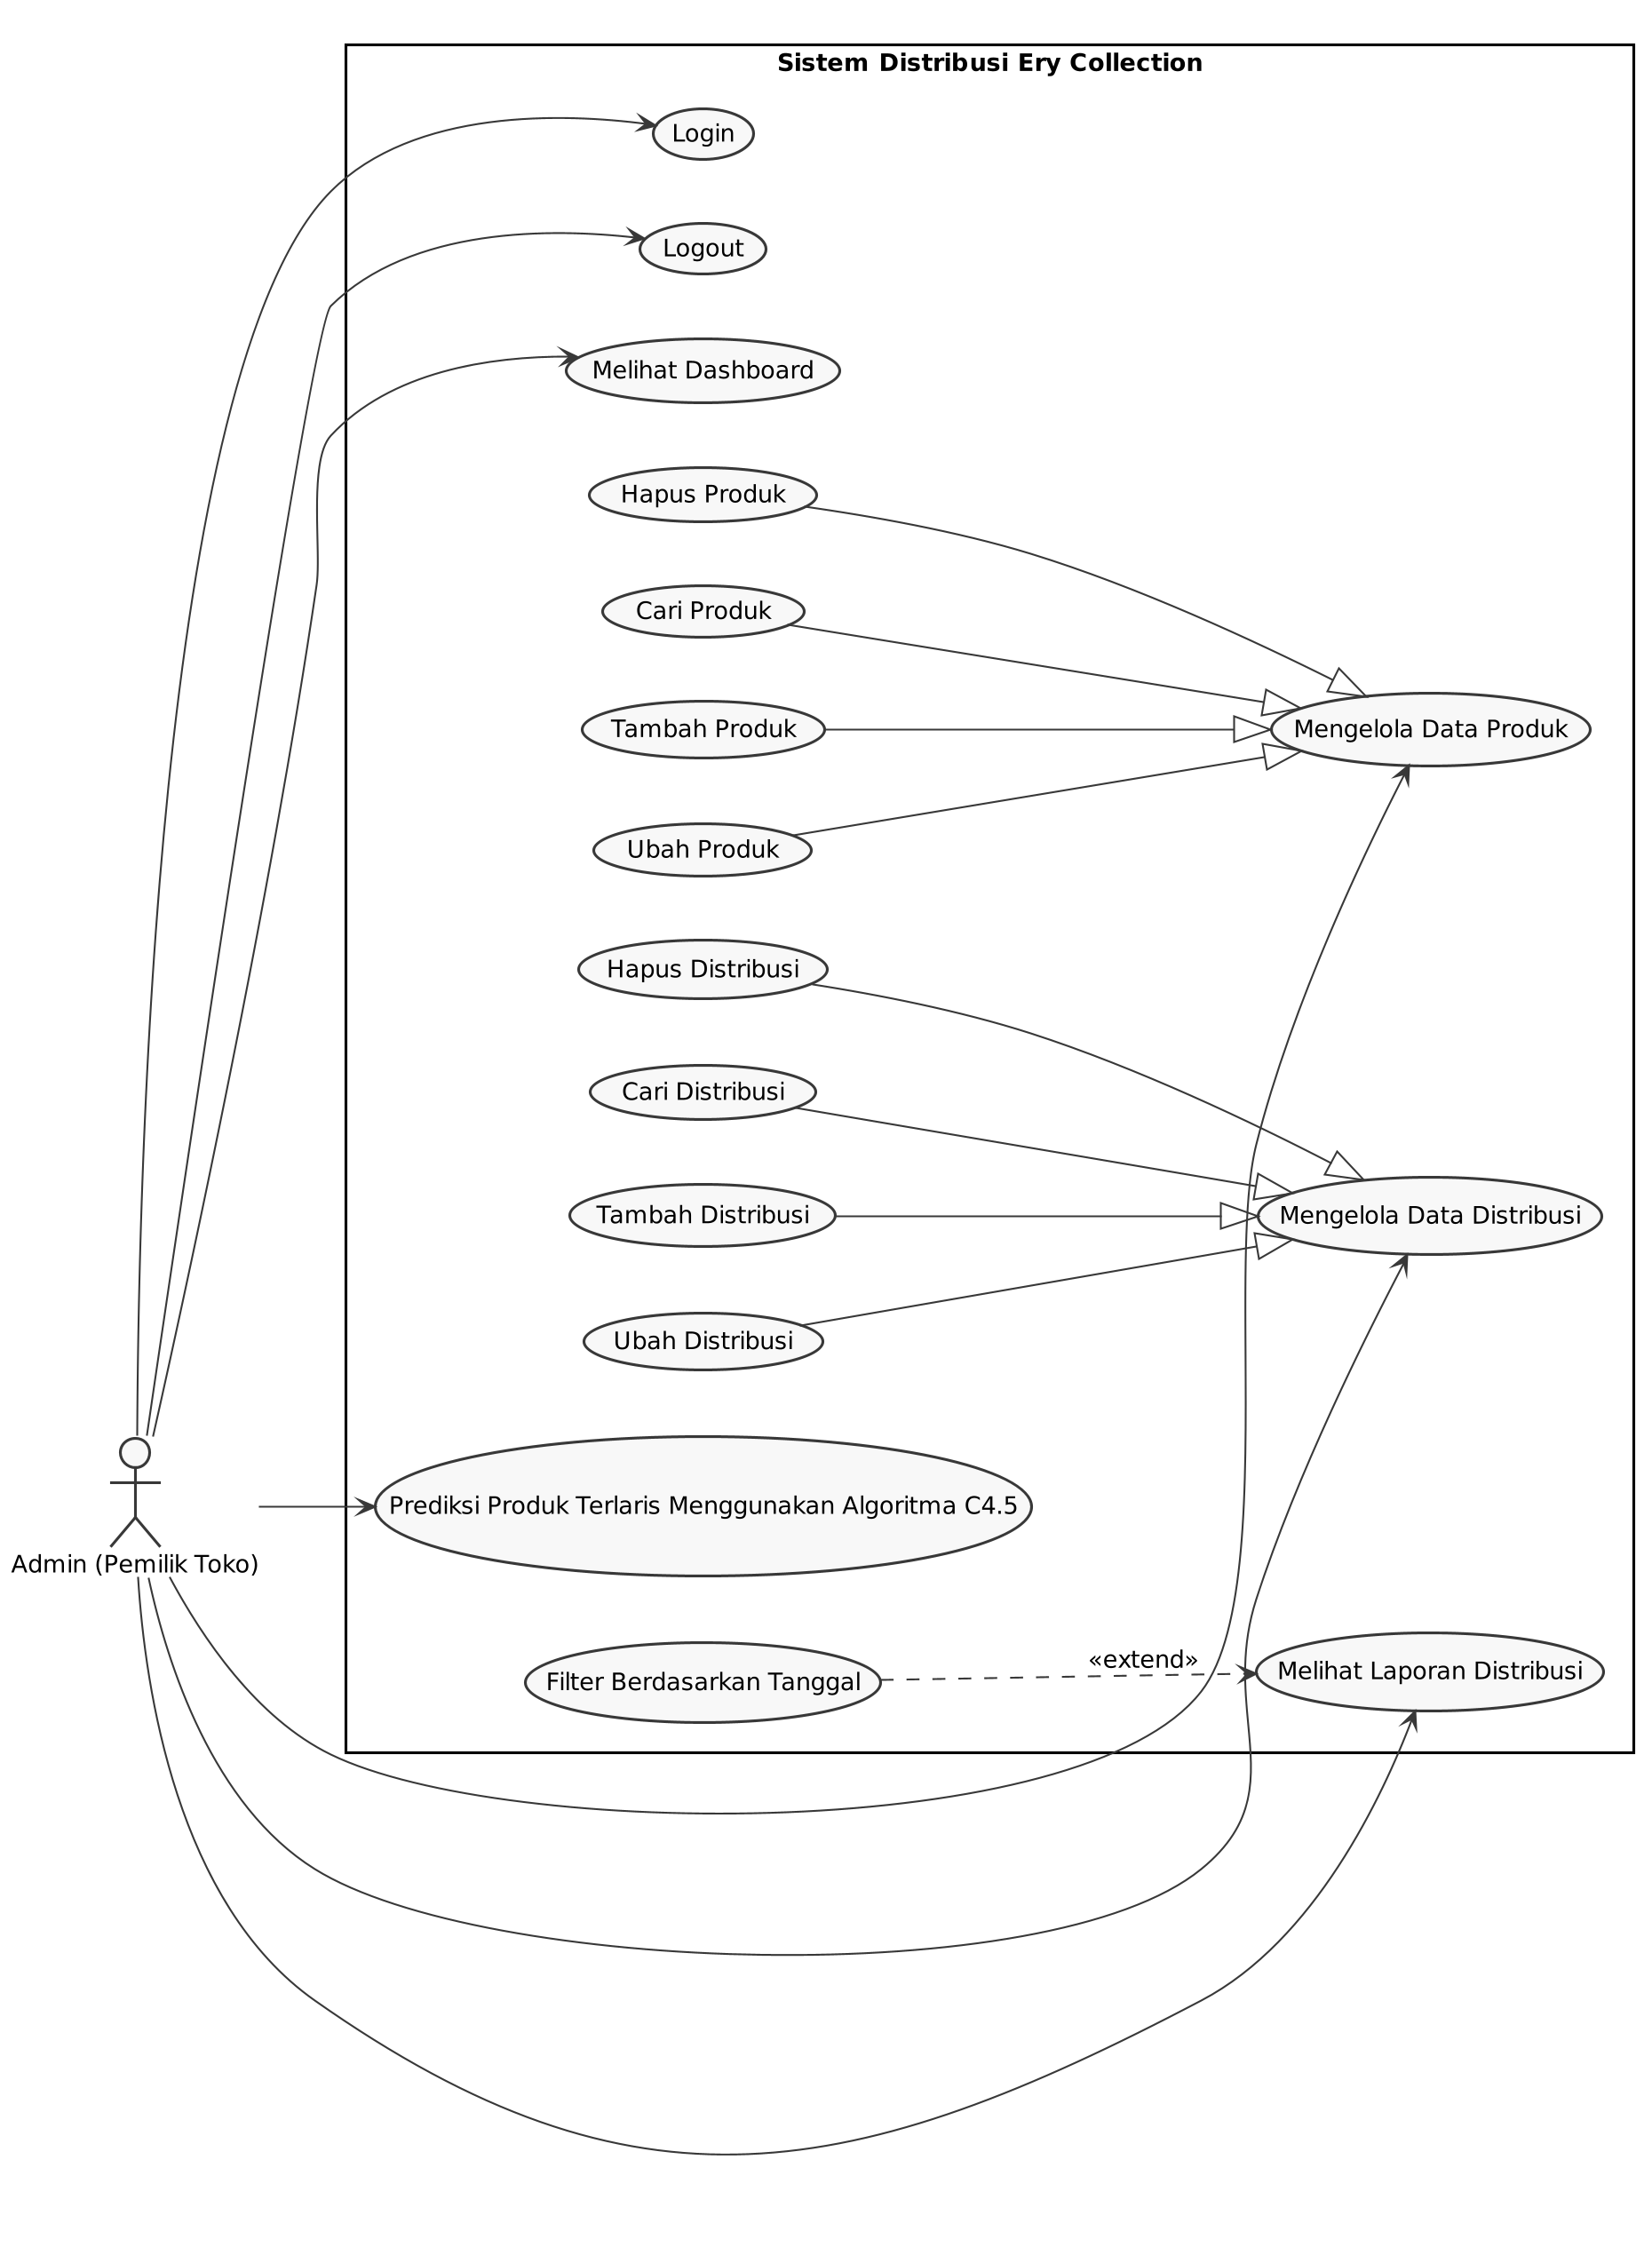 Sistem Distribusi Ery Collection
Login
Logout
Melihat Dashboard
Hapus Produk
Cari Produk
Tambah Produk
Mengelola Data Produk
Ubah Produk
Hapus Distribusi
Cari Distribusi
Tambah Distribusi
Mengelola Data Distribusi
Ubah Distribusi
Prediksi Produk Terlaris Menggunakan Algoritma C4.5
Admin (Pemilik Toko)
«extend»
Filter Berdasarkan Tanggal
Melihat Laporan Distribusi